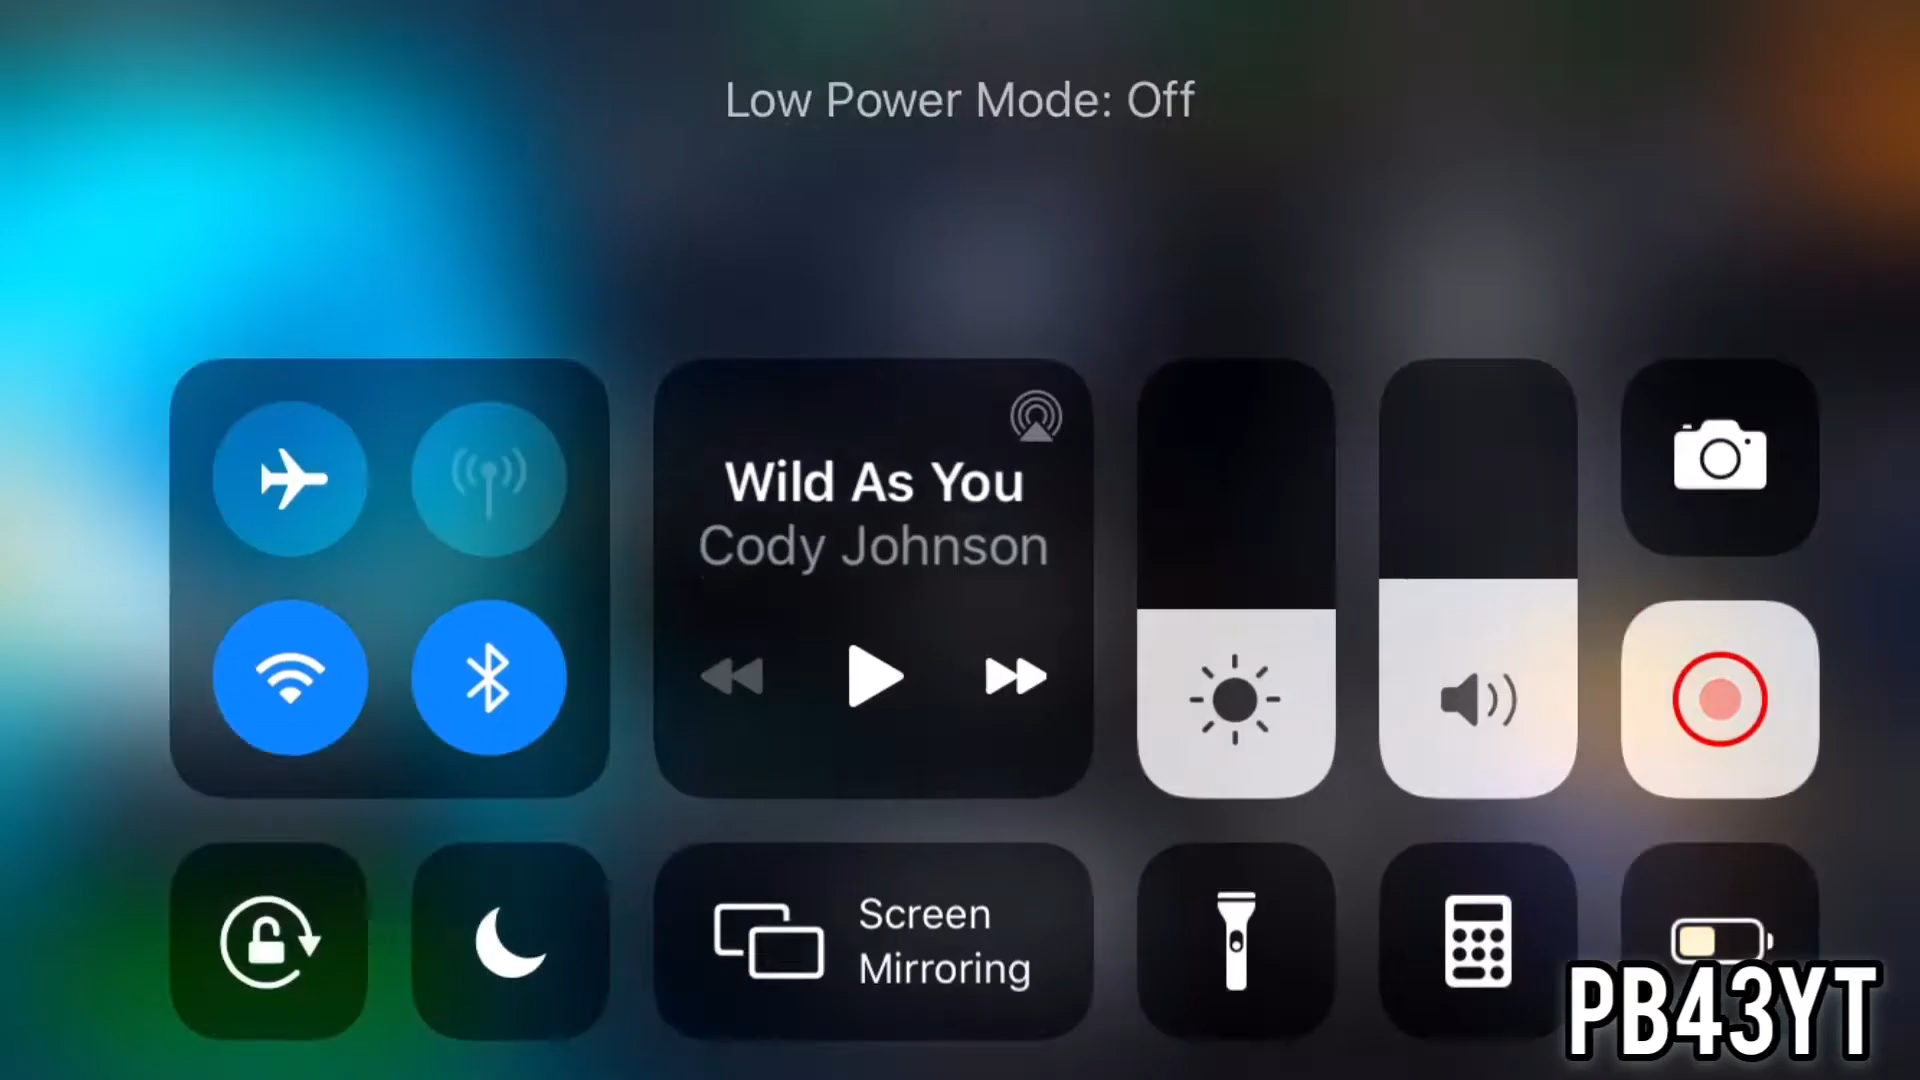 Low Power Mode: Off
Wild As You
Cody Johnson
Screen
Mirroring
PB43YT